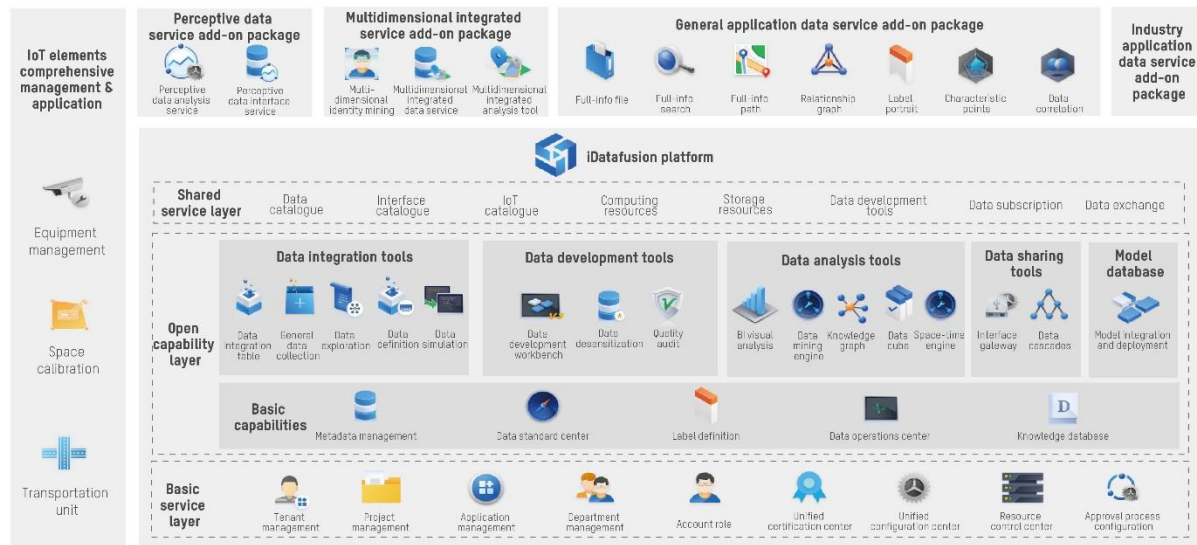 IoT elements
comprehensive
management &
application
Equipment
management
Space
calibration
Transportation
unit
Perceptive data
service add-on package
Perceptive
data analysis
service
Perceptive
data interface
service
Multidimensional integrated
service add-on package
Multi-
dimensional
identity mining
Multidimensional
integrated
data service
Multidimensional
integrated
analysis tool
General application data service add-on package
Full-info file
Full-info
search
Full-info
path
Relationship
graph
Label
portrait
Characteristic
points
Data
correlation
Industry
application
data service
add-on
package
iDatafusion platform
Shared
service layer
Data
catalogue
Interface
catalogue
IoT
catalogue
Computing
resources
Storage
resources
Data development
tools
Data subscription
Data exchange
Open
capability
layer
Data integration tools
Data
integration
table
General
data
collection
Data
exploration
Data
definition
Data
simulation
Data development tools
Data
development
workbench
Data
desensitization
Quality
audit
Data analysis tools
BI visual
analysis
Data
mining
engine
Knowledge
graph
Data
cube
Space-time
engine
Data sharing
tools
Interface
gateway
Data
cascades
Model
database
Model integration
and deployment
Basic
capabilities
Metadata management
Data standard center
Label definition
Data operations center
D
Knowledge database
Basic
service
layer
Tenant
management
Project
management
Application
management
Department
management
Account role
Unified
certification center
Unified
configuration center
Resource
control center
Approval process
configuration